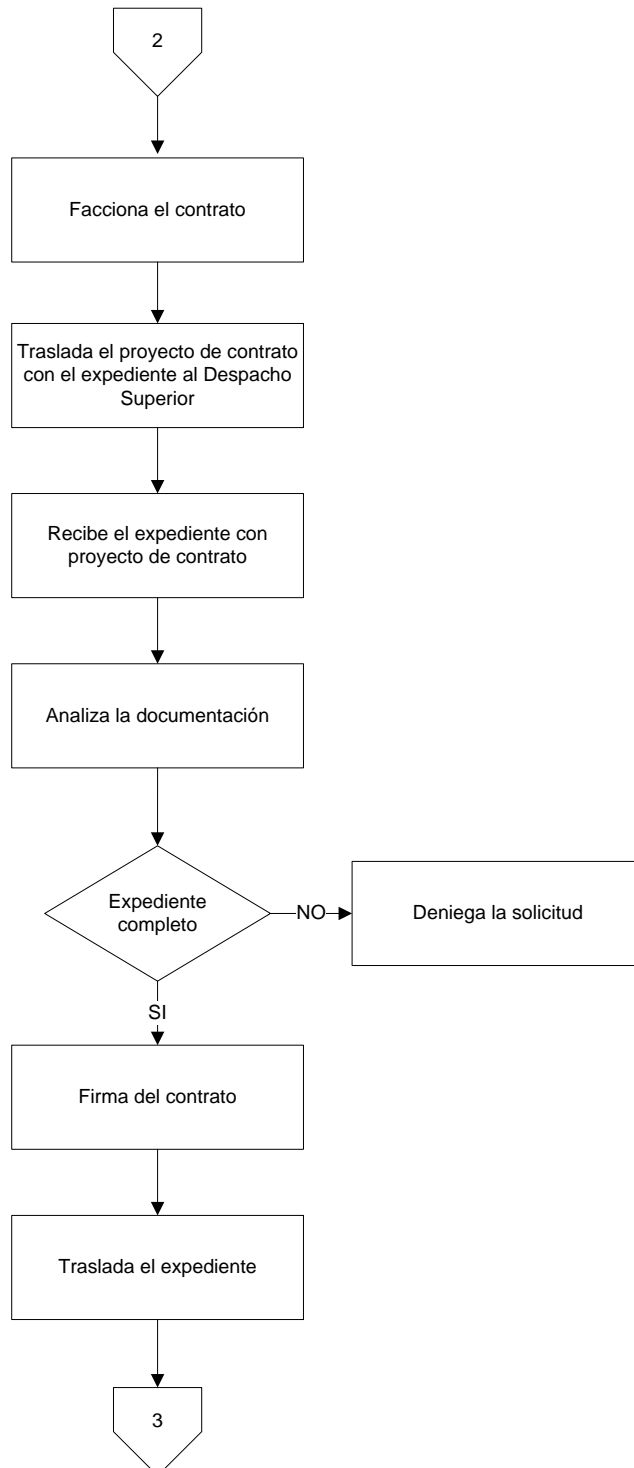 2
Facciona el contrato
Traslada el proyecto de contrato
con el expediente al Despacho
Superior
Recibe el expediente con
proyecto de contrato
Analiza la documentación
Expediente
completo
NO
Deniega la solicitud
SI
Firma del contrato
Traslada el expediente
3